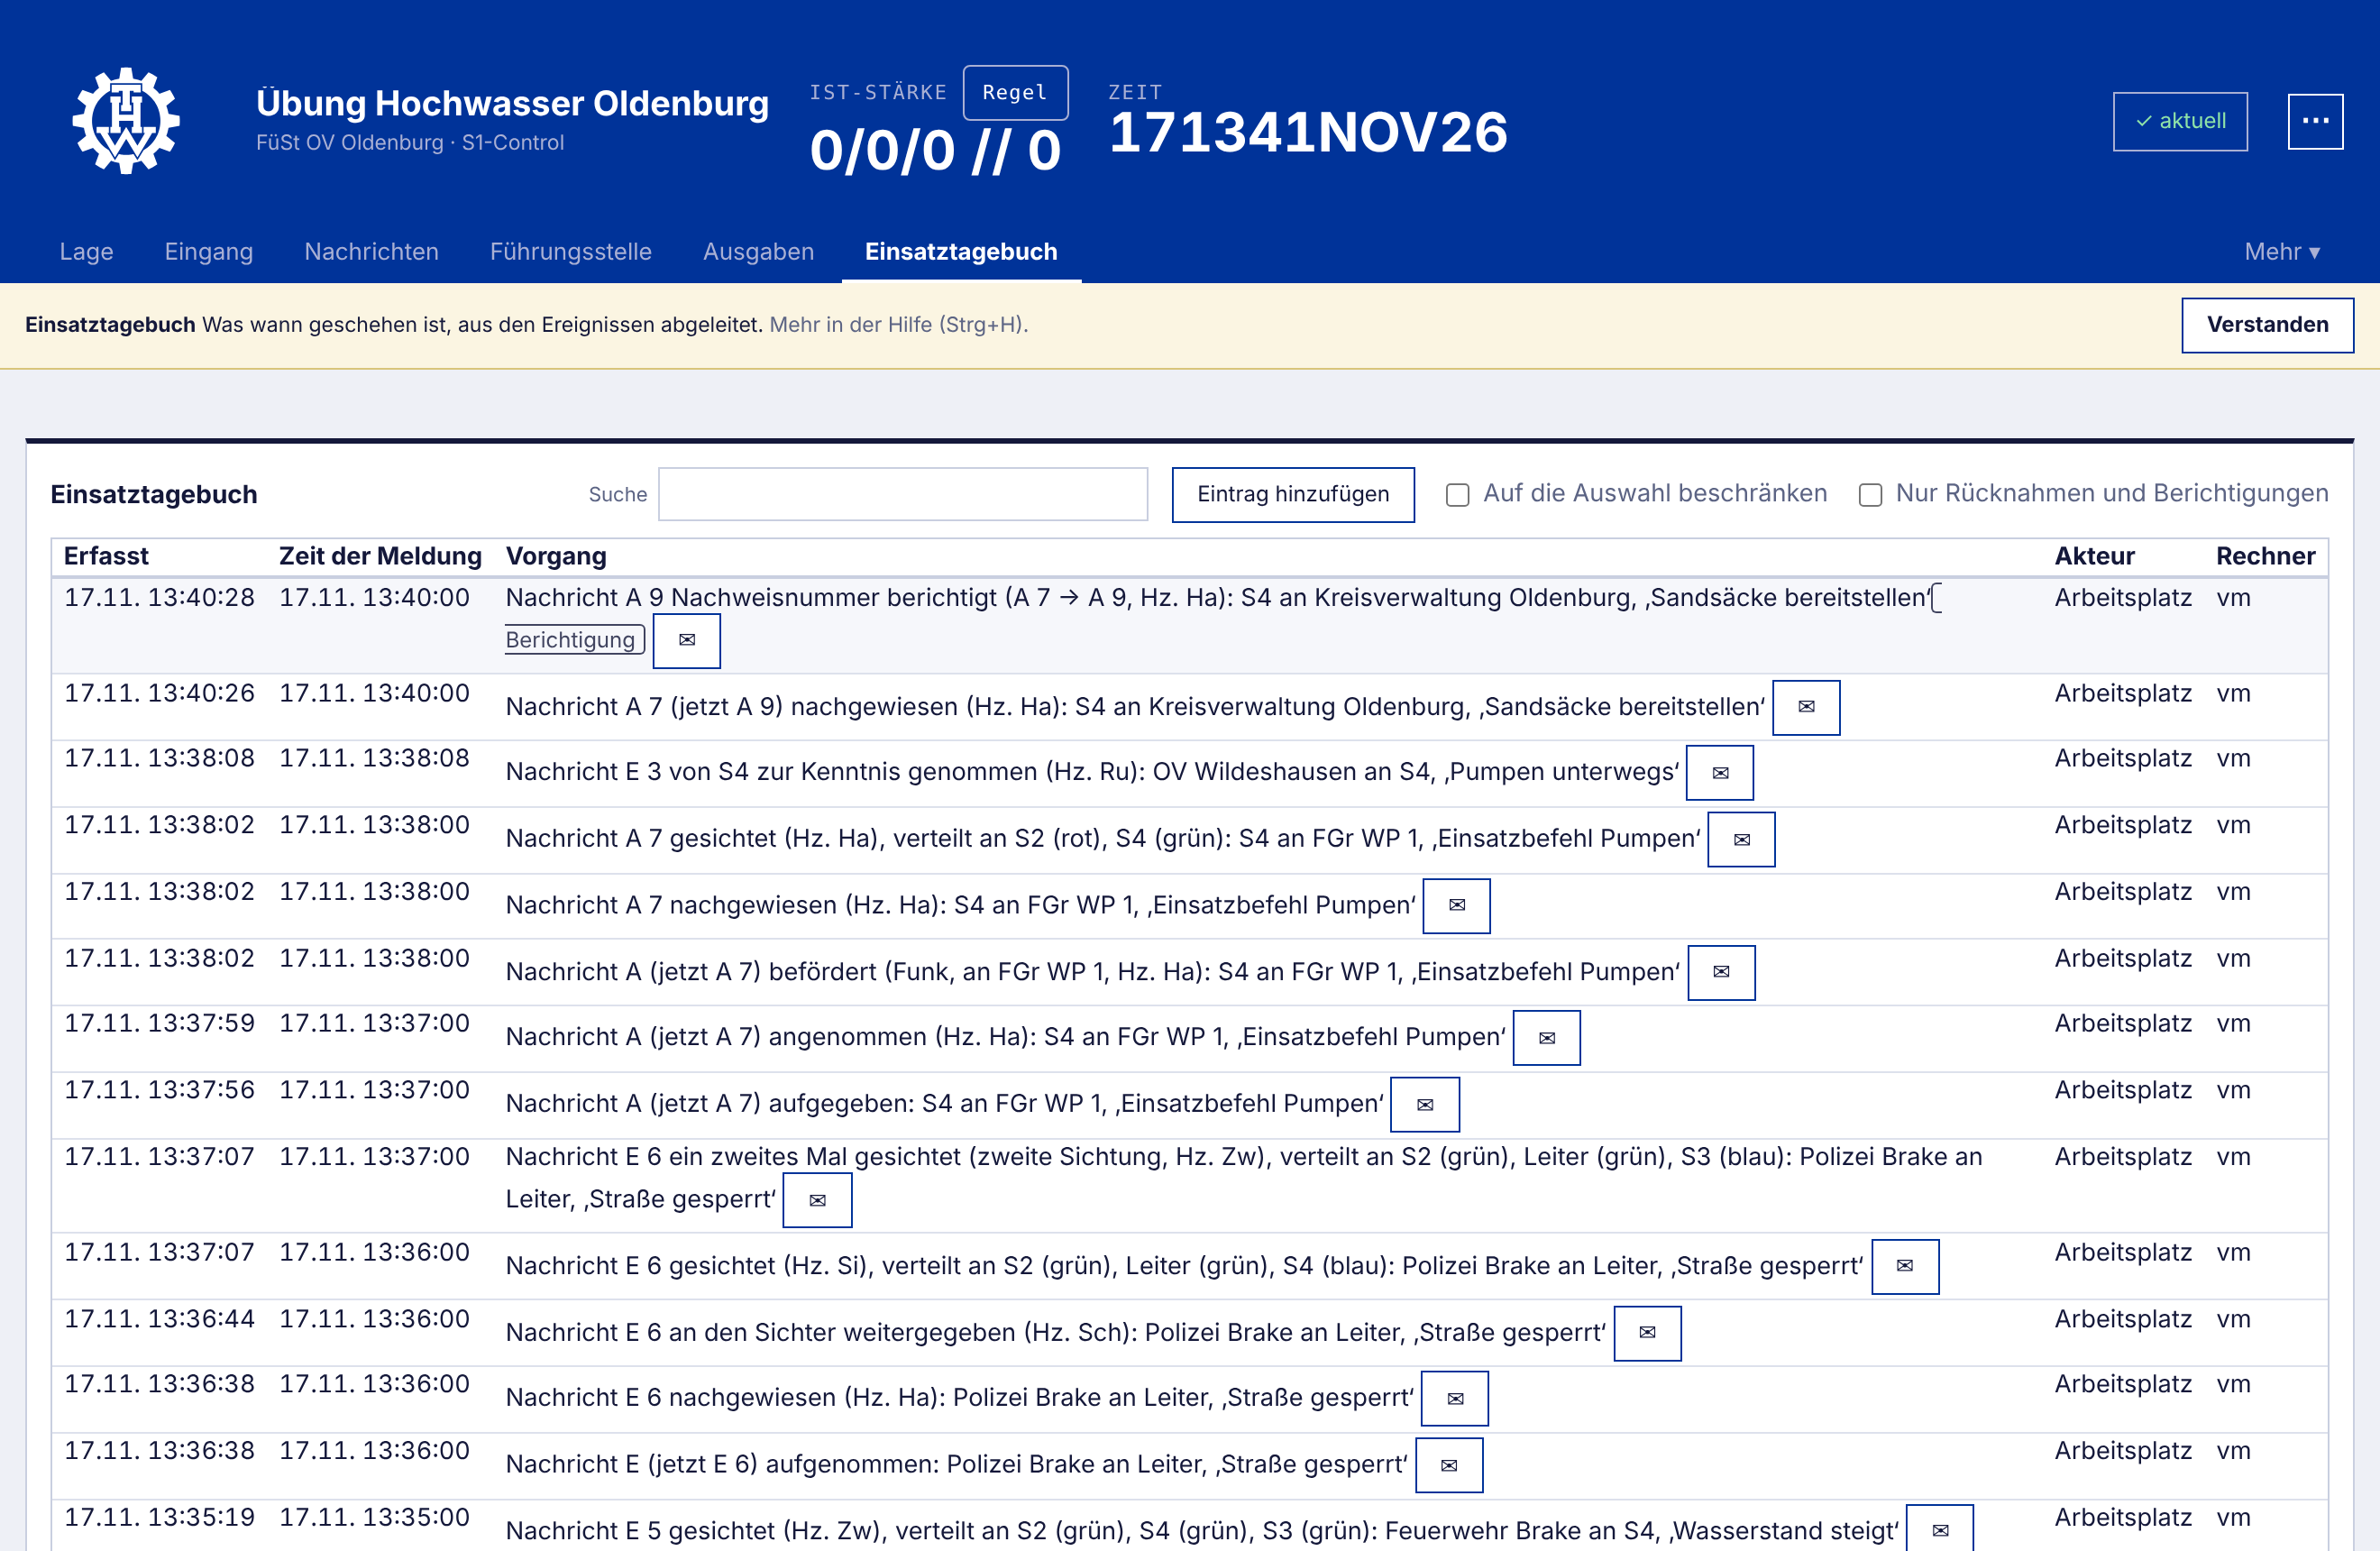 THW
Übung Hochwasser Oldenburg
FüSt OV Oldenburg · S1-Control
IST-STÄRKE Regel
0/0/0 // 0
ZEIT
171341NOV26
✓ aktuell
···
Lage Eingang Nachrichten Führungsstelle Ausgaben Einsatztagebuch Mehr ▾
Einsatztagebuch Was wann geschehen ist, aus den Ereignissen abgeleitet. Mehr in der Hilfe (Strg+H). Verstanden
Einsatztagebuch Suche Eintrag hinzufügen Auf die Auswahl beschränken Nur Rücknahmen und Berichtigungen
Erfasst Zeit der Meldung Vorgang Akteur Rechner
17.11. 13:40:28 17.11. 13:40:00 Nachricht A 9 Nachweisnummer berichtigt (A 7 → A 9, Hz. Ha): S4 an Kreisverwaltung Oldenburg, ‚Sandsäcke bereitstellen‘ Arbeitsplatz vm
Berichtigung ✉
17.11. 13:40:26 17.11. 13:40:00 Nachricht A 7 (jetzt A 9) nachgewiesen (Hz. Ha): S4 an Kreisverwaltung Oldenburg, ‚Sandsäcke bereitstellen‘ ✉ Arbeitsplatz vm
17.11. 13:38:08 17.11. 13:38:08 Nachricht E 3 von S4 zur Kenntnis genommen (Hz. Ru): OV Wildeshausen an S4, ‚Pumpen unterwegs‘ ✉ Arbeitsplatz vm
17.11. 13:38:02 17.11. 13:38:00 Nachricht A 7 gesichtet (Hz. Ha), verteilt an S2 (rot), S4 (grün): S4 an FGr WP 1, ‚Einsatzbefehl Pumpen‘ ✉ Arbeitsplatz vm
17.11. 13:38:02 17.11. 13:38:00 Nachricht A 7 nachgewiesen (Hz. Ha): S4 an FGr WP 1, ‚Einsatzbefehl Pumpen‘ ✉ Arbeitsplatz vm
17.11. 13:38:02 17.11. 13:38:00 Nachricht A (jetzt A 7) befördert (Funk, an FGr WP 1, Hz. Ha): S4 an FGr WP 1, ‚Einsatzbefehl Pumpen‘ ✉ Arbeitsplatz vm
17.11. 13:37:59 17.11. 13:37:00 Nachricht A (jetzt A 7) angenommen (Hz. Ha): S4 an FGr WP 1, ‚Einsatzbefehl Pumpen‘ ✉ Arbeitsplatz vm
17.11. 13:37:56 17.11. 13:37:00 Nachricht A (jetzt A 7) aufgegeben: S4 an FGr WP 1, ‚Einsatzbefehl Pumpen‘ ✉ Arbeitsplatz vm
17.11. 13:37:07 17.11. 13:37:00 Nachricht E 6 ein zweites Mal gesichtet (zweite Sichtung, Hz. Zw), verteilt an S2 (grün), Leiter (grün), S3 (blau): Polizei Brake an Arbeitsplatz vm
Leiter, ‚Straße gesperrt‘ ✉
17.11. 13:37:07 17.11. 13:36:00 Nachricht E 6 gesichtet (Hz. Si), verteilt an S2 (grün), Leiter (grün), S4 (blau): Polizei Brake an Leiter, ‚Straße gesperrt‘ ✉ Arbeitsplatz vm
17.11. 13:36:44 17.11. 13:36:00 Nachricht E 6 an den Sichter weitergegeben (Hz. Sch): Polizei Brake an Leiter, ‚Straße gesperrt‘ ✉ Arbeitsplatz vm
17.11. 13:36:38 17.11. 13:36:00 Nachricht E 6 nachgewiesen (Hz. Ha): Polizei Brake an Leiter, ‚Straße gesperrt‘ ✉ Arbeitsplatz vm
17.11. 13:36:38 17.11. 13:36:00 Nachricht E (jetzt E 6) aufgenommen: Polizei Brake an Leiter, ‚Straße gesperrt‘ ✉ Arbeitsplatz vm
17.11. 13:35:19 17.11. 13:35:00 Nachricht E 5 gesichtet (Hz. Zw), verteilt an S2 (grün), S4 (grün), S3 (grün): Feuerwehr Brake an S4, ‚Wasserstand steigt‘ ✉ Arbeitsplatz vm